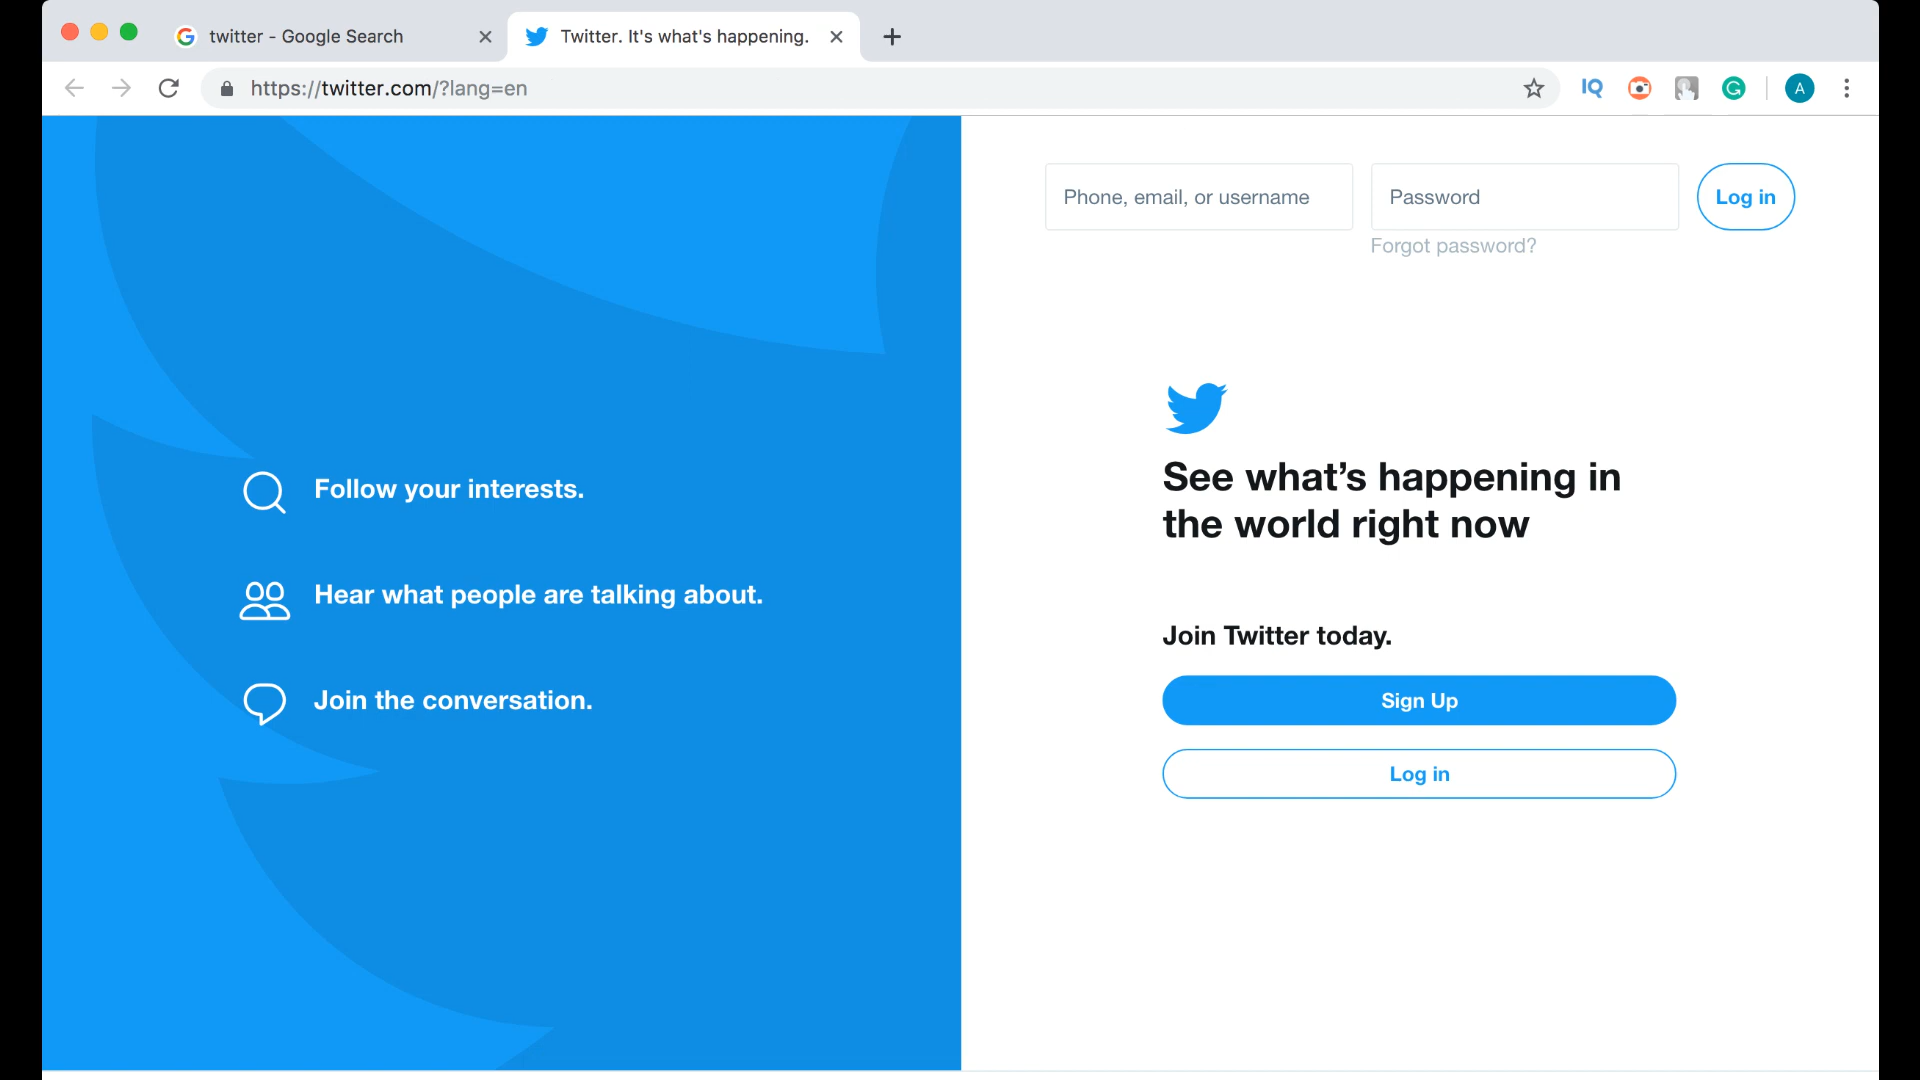 twitter - Google Search
Twitter. It's what's happening.
https://twitter.com/?lang=en
IQ
G
A
Phone, email, or username
Password
Log in
Forgot password?
Follow your interests.
Hear what people are talking about.
Join the conversation.
See what’s happening in
the world right now
Join Twitter today.
Sign Up
Log in